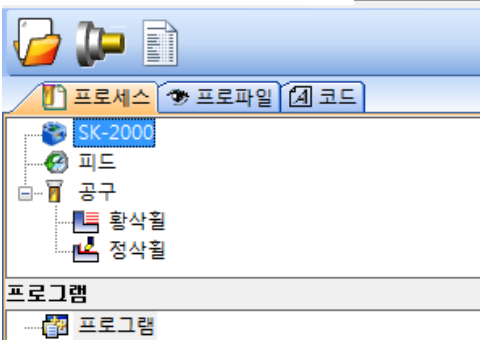 프로세스 프로파일 코드
SK-2000
피드
공구
황삭휠
정삭휠
프로그램
프로그램